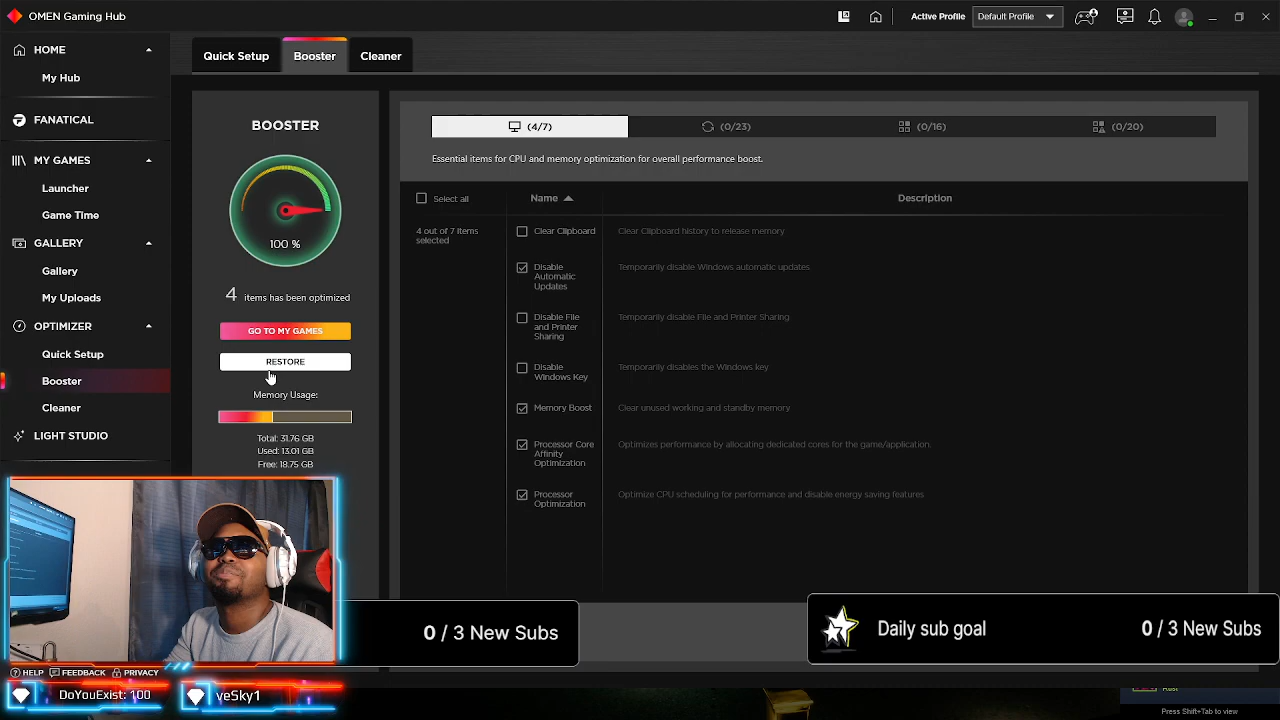 OMEN Gaming Hub
Active Profile
Default Profile
HOME
My Hub
FANATICAL
MY GAMES
Launcher
Game Time
GALLERY
Gallery
My Uploads
OPTIMIZER
Quick Setup
Booster
Cleaner
LIGHT STUDIO
HELP
FEEDBACK
PRIVACY
Quick Setup
Booster
Cleaner
BOOSTER
100 %
4 items has been optimized
GO TO MY GAMES
RESTORE
Memory Usage:
Total: 31.76 GB
Used: 13.01 GB
Free: 18.75 GB
(4/7)
(0/23)
(0/16)
(0/20)
Essential items for CPU and memory optimization for overall performance boost.
Select all
Name
Description
4 out of 7 items
selected
Clear Clipboard
Clear Clipboard history to release memory
Disable
Automatic
Updates
Temporarily disable Windows automatic updates
Disable File
and Printer
Sharing
Temporarily disable File and Printer Sharing
Disable
Windows Key
Temporarily disables the Windows key
Memory Boost
Clear unused working and standby memory
Processor Core
Affinity
Optimization
Optimizes performance by allocating dedicated cores for the game/application.
Processor
Optimization
Optimize CPU scheduling for performance and disable energy saving features
0 / 3 New Subs
Daily sub goal
0 / 3 New Subs
DoYouExist: 100
veSky1
Rust
Press Shift+Tab to view